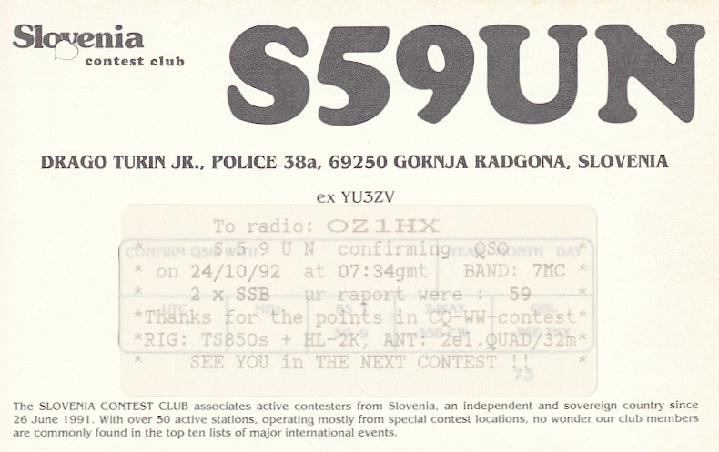 Slovenia
contest club
S59UN
DRAGO TURIN JR., POLICE 38a, 69250 GORNJA RADGONA, SLOVENIA
ex YU3ZV
To radio: OZ1HX
* S 5 9 U N confirming QSO *
* on 24/10/92 at 07:34gmt BAND: 7MC *
* 2 x SSB ur raport were : 59 *
*Thanks for the points in CQ-WW-contest*
*RIG: TS850s + HL-2K, ANT: 2el.QUAD/32m*
* SEE YOU in THE NEXT CONTEST !! *
73
The SLOVENIA CONTEST CLUB associates active contesters from Slovenia, an independent and sovereign country since
26 June 1991. With over 50 active stations, operating mostly from special contest locations, no wonder our club members
are commonly found in the top ten lists of major international events.